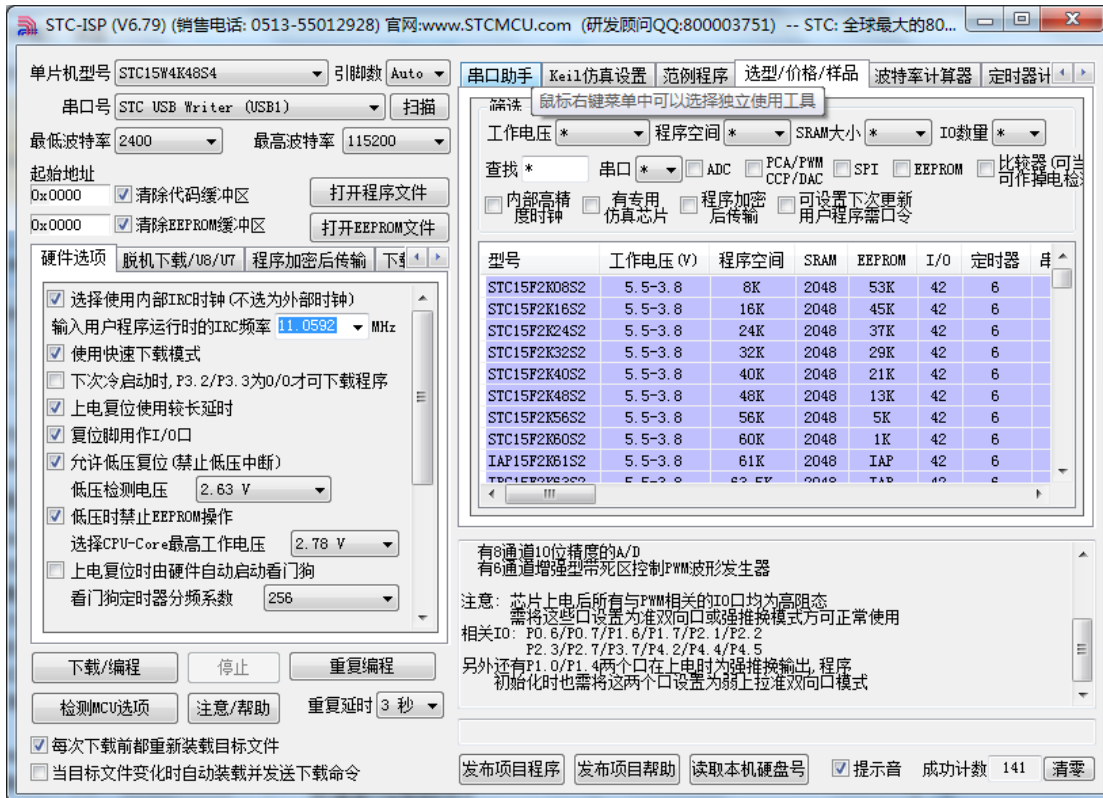 STC-ISP (V6.79) (销售电话: 0513-55012928) 官网:www.STCMCU.com (研发顾问QQ:800003751) -- STC: 全球最大的80...
单片机型号 STC15W4K48S4 引脚数 Auto
串口号 STC USB Writer (USB1) 扫描
最低波特率 2400 最高波特率 115200
起始地址
0x0000 清除代码缓冲区 打开程序文件
0x0000 清除EEPROM缓冲区 打开EEPROM文件
硬件选项 脱机下载/U8/U7 程序加密后传输
选择使用内部IRC时钟(不选为外部时钟)
输入用户程序运行时的IRC频率 11.0592 MHz
使用快速下载模式
下次冷启动时,P3.2/P3.3为0/0才可下载程序
上电复位使用较长延时
复位脚用作I/O口
允许低压复位(禁止低压中断)
低压检测电压 2.63 V
低压时禁止EEPROM操作
选择CPU-Core最高工作电压 2.78 V
上电复位时由硬件自动启动看门狗
看门狗定时器分频系数 256
下载/编程 停止 重复编程
检测MCU选项 注意/帮助 重复延时 3 秒
每次下载前都重新装载目标文件
当目标文件变化时自动装载并发送下载命令
串口助手 Keil仿真设置 范例程序 选型/价格/样品 波特率计算器 定时器计
筛选 鼠标右键菜单中可以选择独立使用工具
工作电压 * 程序空间 * SRAM大小 * IO数量 *
查找 * 串口 * ADC PCA/PWM CCP/DAC SPI EEPROM 比较器(可当 可作掉电检
内部高精度时钟 有专用仿真芯片 程序加密后传输 可设置下次更新用户程序需口令
型号 工作电压(V) 程序空间 SRAM EEPROM I/O 定时器 串
STC15F2K08S2 5.5-3.8 8K 2048 53K 42 6
STC15F2K16S2 5.5-3.8 16K 2048 45K 42 6
STC15F2K24S2 5.5-3.8 24K 2048 37K 42 6
STC15F2K32S2 5.5-3.8 32K 2048 29K 42 6
STC15F2K40S2 5.5-3.8 40K 2048 21K 42 6
STC15F2K48S2 5.5-3.8 48K 2048 13K 42 6
STC15F2K56S2 5.5-3.8 56K 2048 5K 42 6
STC15F2K60S2 5.5-3.8 60K 2048 1K 42 6
IAP15F2K61S2 5.5-3.8 61K 2048 IAP 42 6
有8通道10位精度的A/D
有6通道增强型带死区控制PWM波形发生器
注意: 芯片上电后所有与PWM相关的IO口均为高阻态
需将这些口设置为准双向口或强推挽模式方可正常使用
相关IO: P0.6/P0.7/P1.6/P1.7/P2.1/P2.2
P2.3/P2.7/P3.7/P4.2/P4.4/P4.5
另外还有P1.0/P1.4两个口在上电时为强推挽输出,程序
初始化时也需将这两个口设置为弱上拉准双向口模式
发布项目程序 发布项目帮助 读取本机硬盘号 提示音 成功计数 141 清零